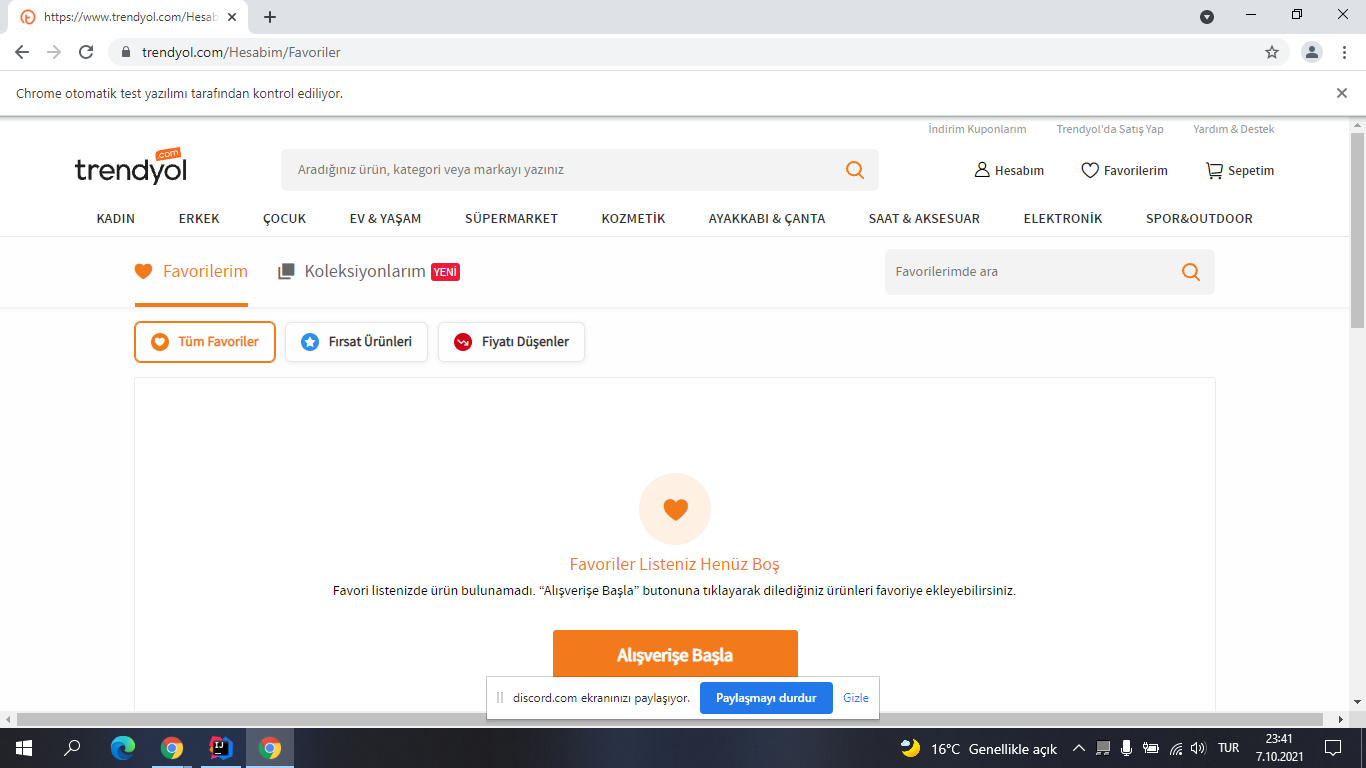 https://www.trendyol.com/Hesab
trendyol.com/Hesabim/Favoriler
Chrome otomatik test yazılımı tarafından kontrol ediliyor.
İndirim Kuponlarım Trendyol'da Satış Yap Yardım & Destek
trendyol .com
Aradığınız ürün, kategori veya markayı yazınız
Hesabım Favorilerim Sepetim
KADIN ERKEK ÇOCUK EV & YAŞAM SÜPERMARKET KOZMETİK AYAKKABI & ÇANTA SAAT & AKSESUAR ELEKTRONİK SPOR&OUTDOOR
Favorilerim Koleksiyonlarım YENİ Favorilerimde ara
Tüm Favoriler Fırsat Ürünleri Fiyatı Düşenler
Favoriler Listeniz Henüz Boş
Favori listenizde ürün bulunamadı. “Alışverişe Başla” butonuna tıklayarak dilediğiniz ürünleri favoriye ekleyebilirsiniz.
Alışverişe Başla
discord.com ekranınızı paylaşıyor. Paylaşmayı durdur Gizle
16°C Genellikle açık TUR 23:41
7.10.2021